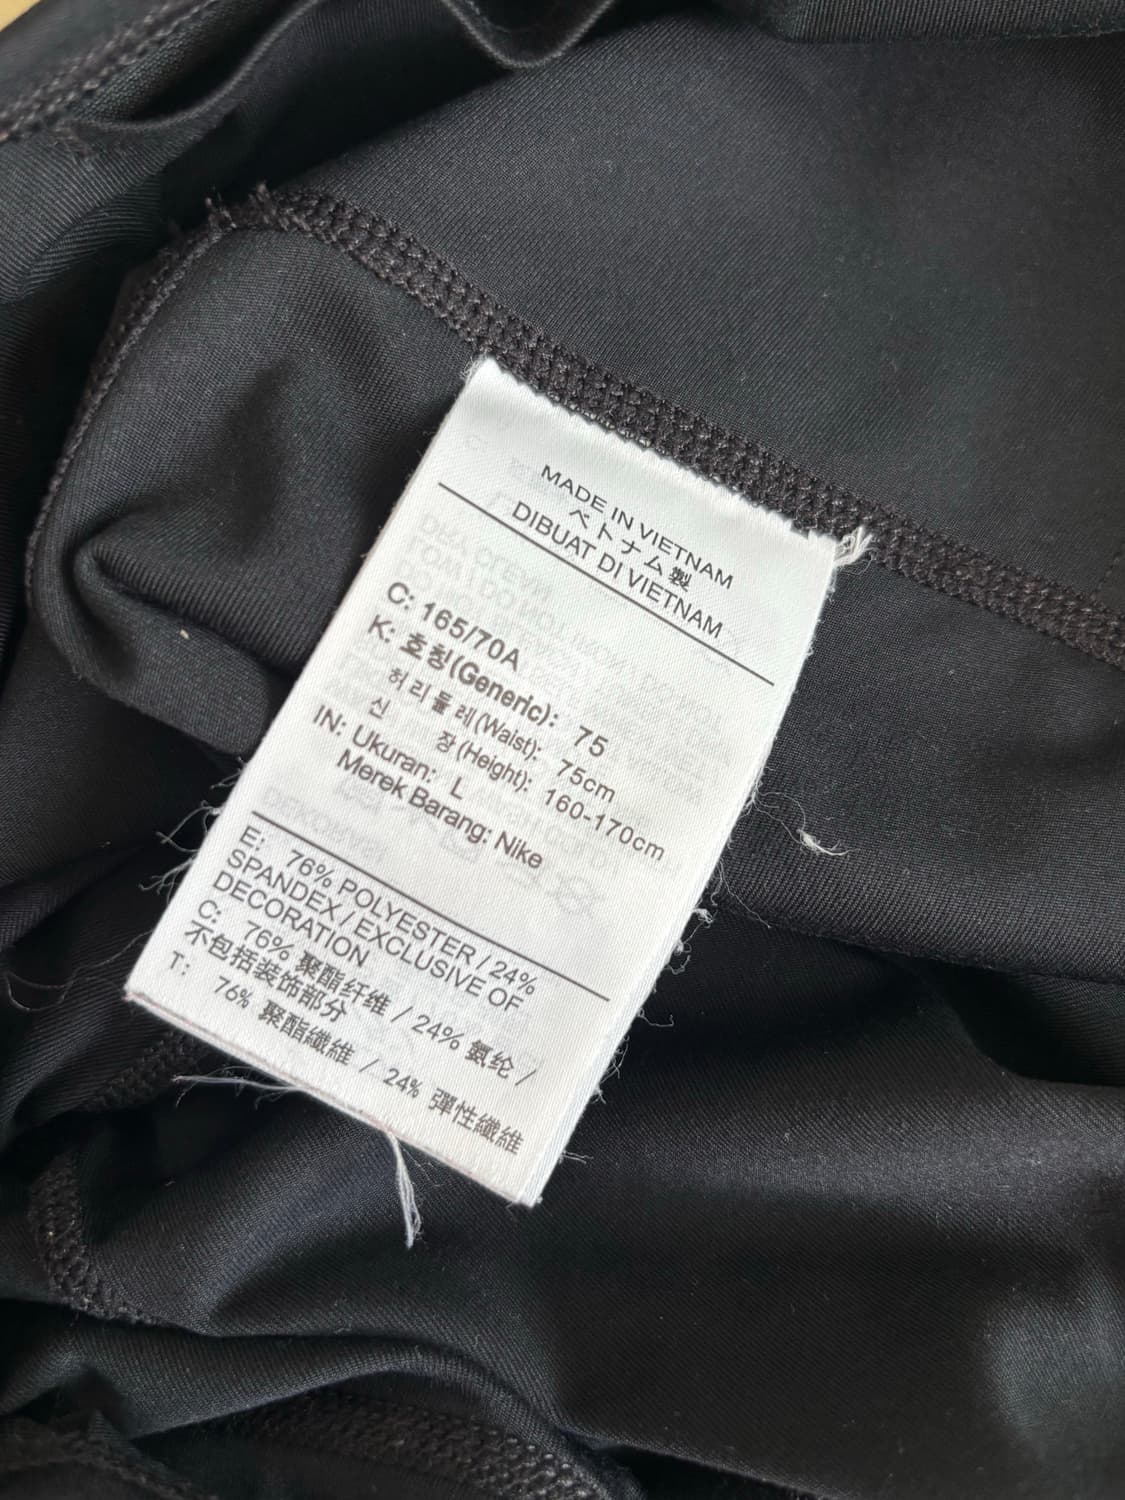 MADE IN VIETNAM
ベトナム製
DIBUAT DI VIETNAM
C: 165/70A
K: 호칭(Generic): 75
허리둘레(Waist): 75cm
신 장(Height): 160-170cm
IN: Ukuran: L
Merek Barang: Nike
E: 76% POLYESTER / 24%
SPANDEX / EXCLUSIVE OF
DECORATION
C: 76% 聚酯纤维 / 24% 氨纶 /
不包括装饰部分
T: 76% 聚酯纖維 / 24% 彈性纖維